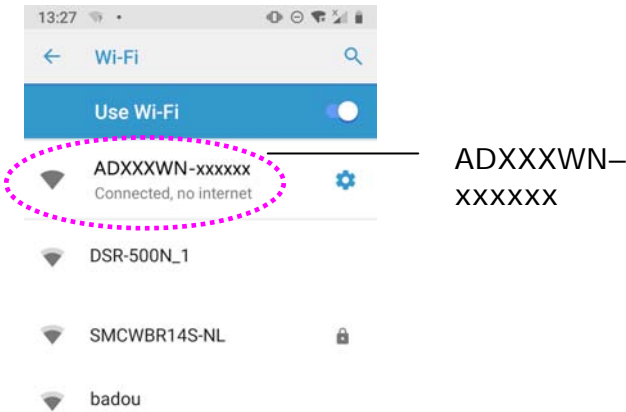 13:27
Wi-Fi
Use Wi-Fi
ADXXXWN-xxxxxx
Connected, no internet
ADXXXWN–
xxxxxx
DSR-500N_1
SMCWBR14S-NL
badou